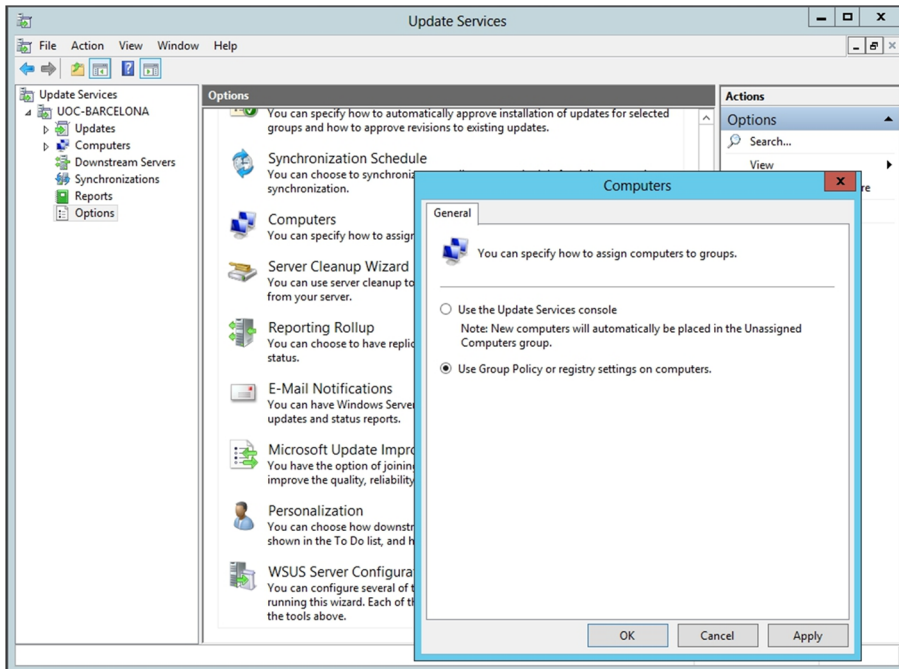 Update Services
File Action View Window Help
Update Services
UOC-BARCELONA
Updates
Computers
Downstream Servers
Synchronizations
Reports
Options
Options
You can specify how to automatically approve installation of updates for selected
groups and how to approve revisions to existing updates.
Synchronization Schedule
You can choose to synchroniz
synchronization.
Computers
You can specify how to assign
Server Cleanup Wizard
You can use server cleanup to
from your server.
Reporting Rollup
You can choose to have replic
status.
E-Mail Notifications
You can have Windows Server
updates and status reports.
Microsoft Update Impro
You have the option of joining
improve the quality, reliability
Personalization
You can choose how downstr
shown in the To Do list, and h
WSUS Server Configurat
You can configure several of t
running this wizard. Each of th
the tools above.
Actions
Options
Search...
View
re
Computers
General
You can specify how to assign computers to groups.
Use the Update Services console
Note: New computers will automatically be placed in the Unassigned
Computers group.
Use Group Policy or registry settings on computers.
OK Cancel Apply